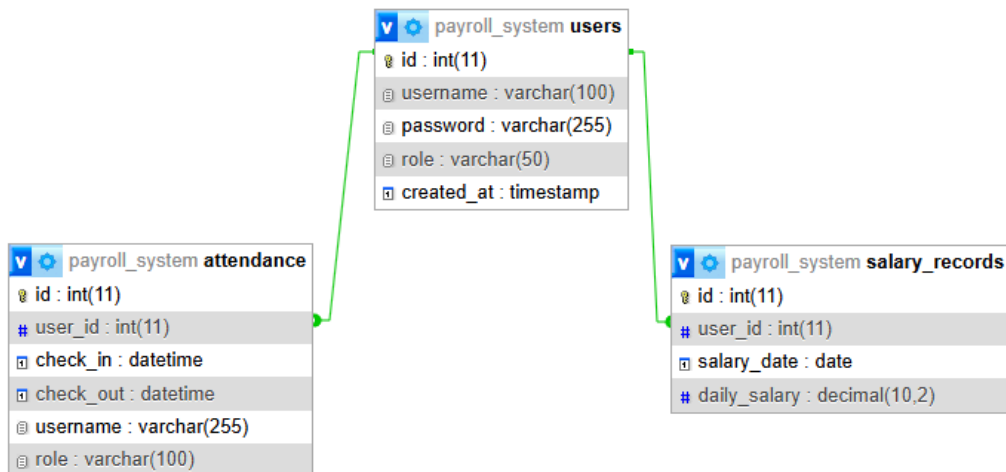 payroll_system users
id : int(11)
username : varchar(100)
password : varchar(255)
role : varchar(50)
created_at : timestamp
payroll_system attendance
id : int(11)
user_id : int(11)
check_in : datetime
check_out : datetime
username : varchar(255)
role : varchar(100)
payroll_system salary_records
id : int(11)
user_id : int(11)
salary_date : date
daily_salary : decimal(10,2)